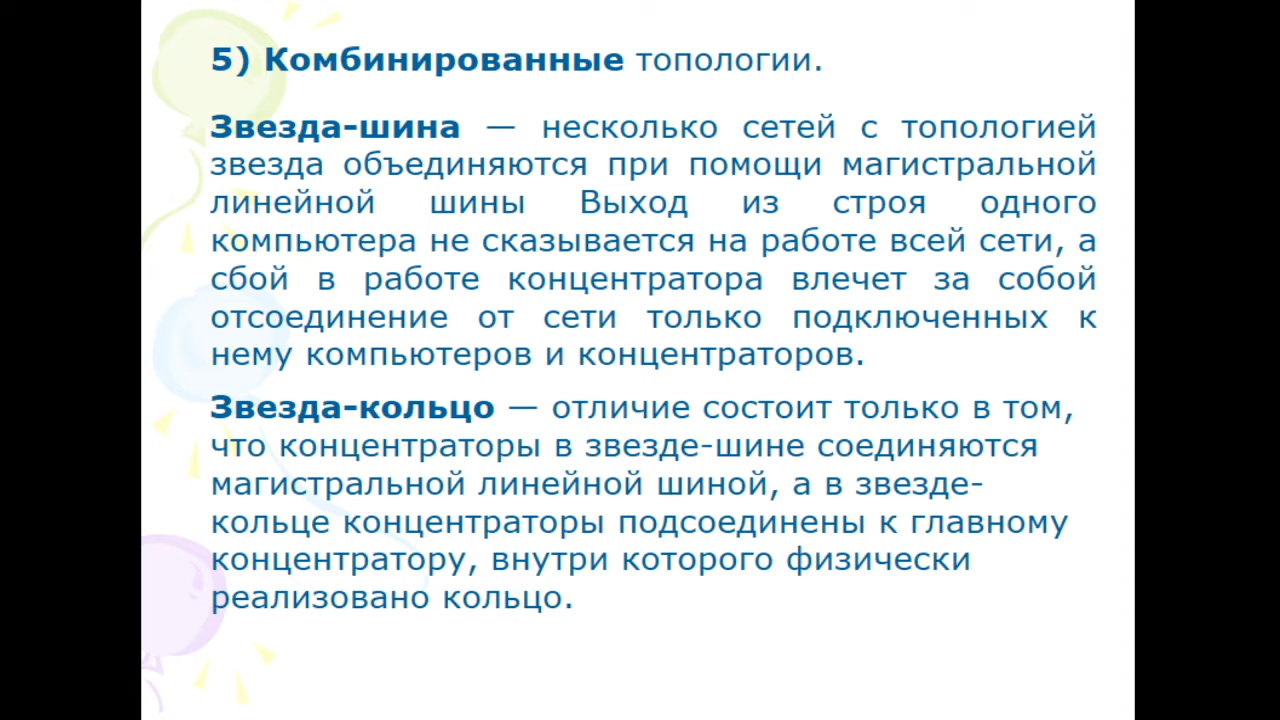 5) Комбинированные топологии.
Звезда-шина — несколько сетей с топологией
звезда объединяются при помощи магистральной
линейной шины Выход из строя одного
компьютера не сказывается на работе всей сети, а
сбой в работе концентратора влечет за собой
отсоединение от сети только подключенных к
нему компьютеров и концентраторов.
Звезда-кольцо — отличие состоит только в том,
что концентраторы в звезде-шине соединяются
магистральной линейной шиной, а в звезде-
кольце концентраторы подсоединены к главному
концентратору, внутри которого физически
реализовано кольцо.